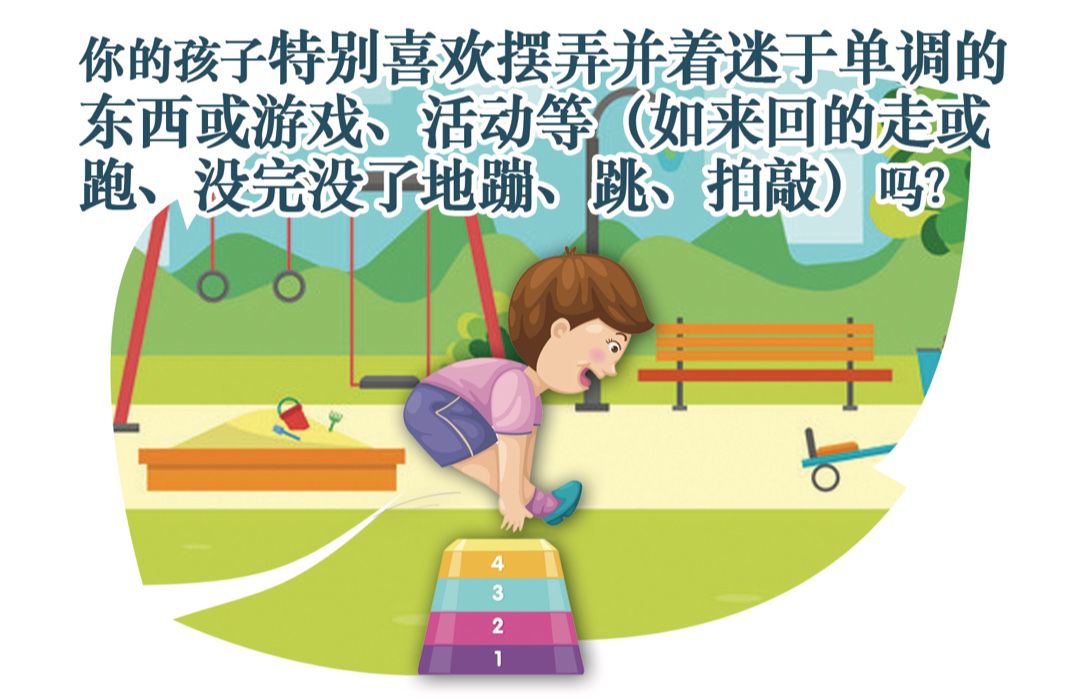 你的孩子特别喜欢摆弄并着迷于单调的
东西或游戏、活动等（如来回的走或
跑、没完没了地蹦、跳、拍敲）吗？
4
3
2
1